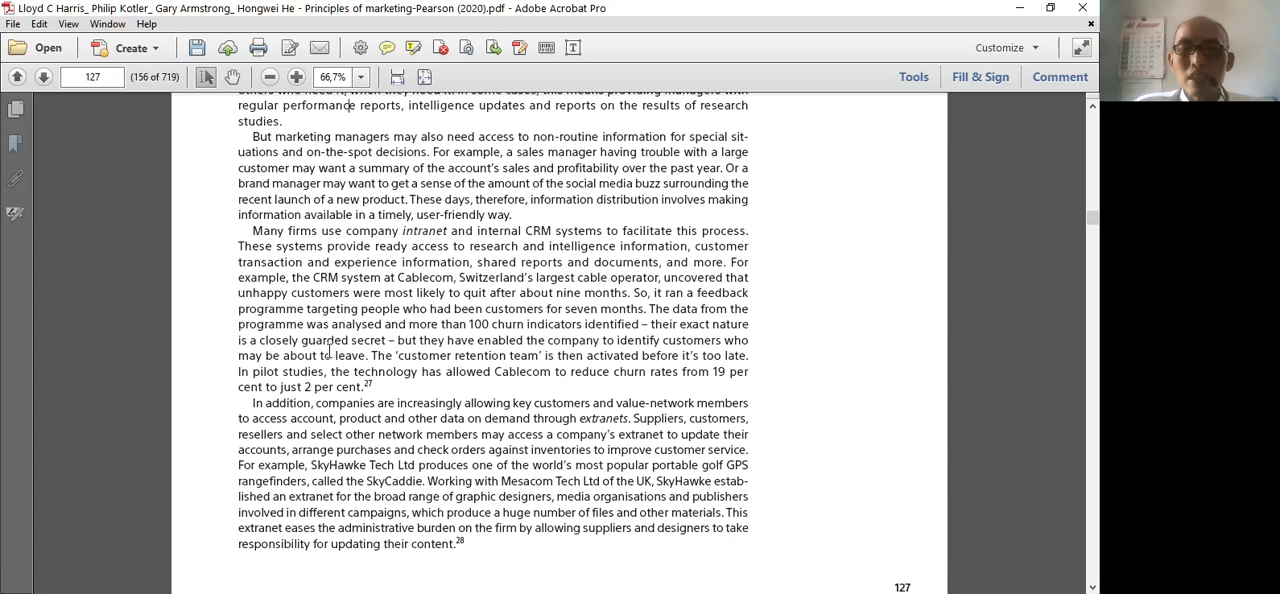 Lloyd C Harris_ Philip Kotler_ Gary Armstrong_ Hongwei He - Principles of marketing-Pearson (2020).pdf - Adobe Acrobat Pro
File Edit View Window Help
Open Create Customize
127 (156 of 719) 66,7% Tools Fill & Sign Comment
regular performance reports, intelligence updates and reports on the results of research
studies.
But marketing managers may also need access to non-routine information for special sit-
uations and on-the-spot decisions. For example, a sales manager having trouble with a large
customer may want a summary of the account's sales and profitability over the past year. Or a
brand manager may want to get a sense of the amount of the social media buzz surrounding the
recent launch of a new product. These days, therefore, information distribution involves making
information available in a timely, user-friendly way.
Many firms use company intranet and internal CRM systems to facilitate this process.
These systems provide ready access to research and intelligence information, customer
transaction and experience information, shared reports and documents, and more. For
example, the CRM system at Cablecom, Switzerland's largest cable operator, uncovered that
unhappy customers were most likely to quit after about nine months. So, it ran a feedback
programme targeting people who had been customers for seven months. The data from the
programme was analysed and more than 100 churn indicators identified – their exact nature
is a closely guarded secret – but they have enabled the company to identify customers who
may be about to leave. The 'customer retention team' is then activated before it's too late.
In pilot studies, the technology has allowed Cablecom to reduce churn rates from 19 per
cent to just 2 per cent.27
In addition, companies are increasingly allowing key customers and value-network members
to access account, product and other data on demand through extranets. Suppliers, customers,
resellers and select other network members may access a company's extranet to update their
accounts, arrange purchases and check orders against inventories to improve customer service.
For example, SkyHawke Tech Ltd produces one of the world's most popular portable golf GPS
rangefinders, called the SkyCaddie. Working with Mesacom Tech Ltd of the UK, SkyHawke estab-
lished an extranet for the broad range of graphic designers, media organisations and publishers
involved in different campaigns, which produce a huge number of files and other materials. This
extranet eases the administrative burden on the firm by allowing suppliers and designers to take
responsibility for updating their content.28
127